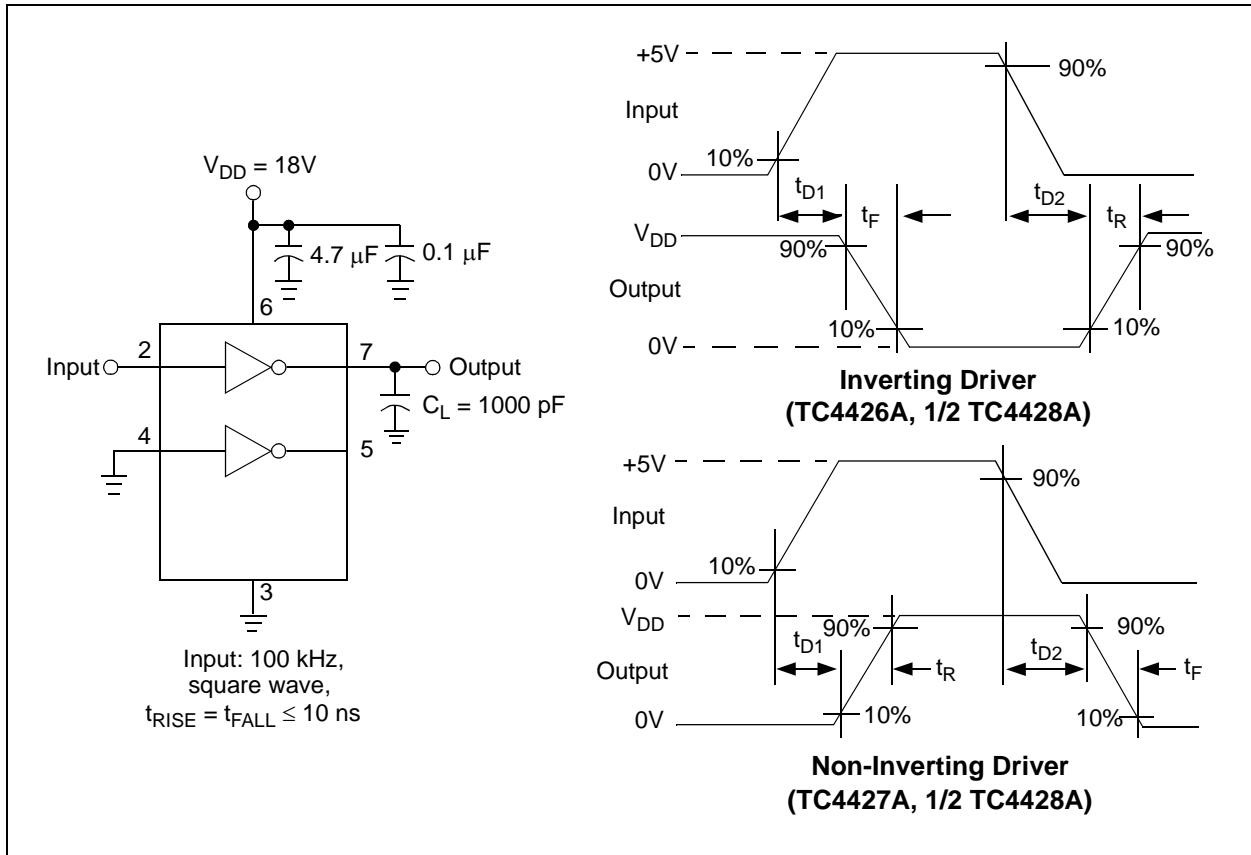 V_DD = 18V
4.7 μF
0.1 μF
6
Input
2
7
Output
C_L = 1000 pF
4
5
3
Input: 100 kHz,
square wave,
t_RISE = t_FALL ≤ 10 ns
+5V
90%
Input
10%
0V
t_D1
t_F
t_D2
t_R
V_DD
90%
90%
Output
10%
10%
0V
Inverting Driver
(TC4426A, 1/2 TC4428A)
+5V
90%
Input
10%
0V
V_DD
t_D1
90%
t_D2
90%
Output
t_R
t_F
0V
10%
10%
Non-Inverting Driver
(TC4427A, 1/2 TC4428A)